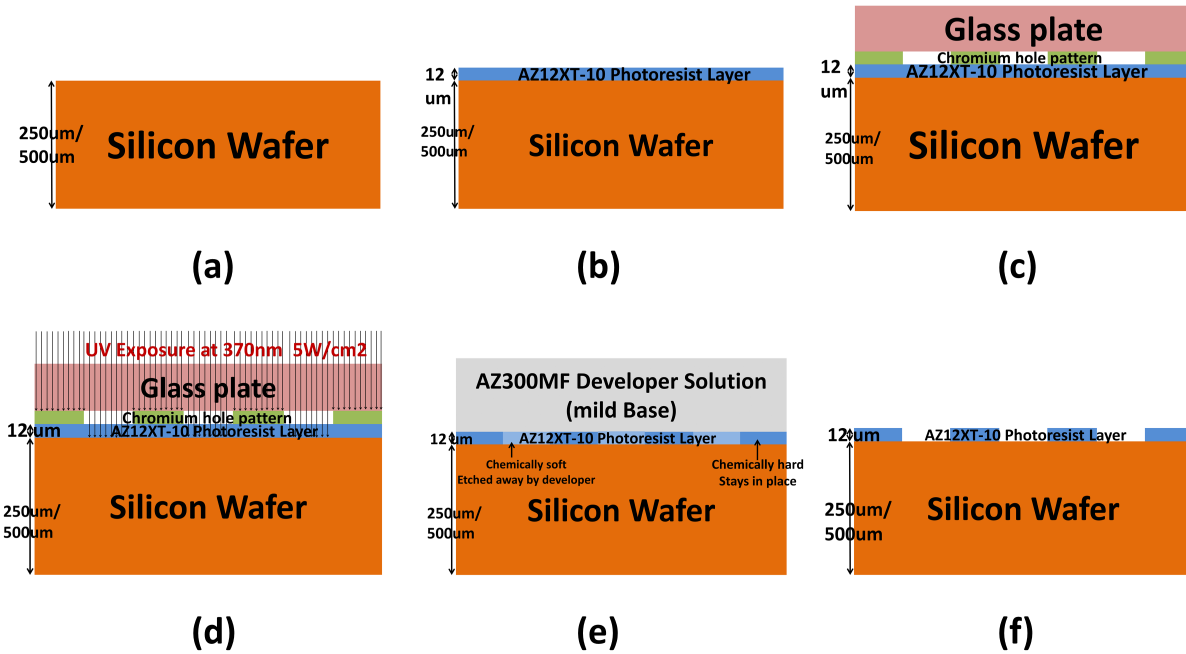 250um/
500um
Silicon Wafer
(a)
12
um
AZ12XT-10 Photoresist Layer
250um/
500um
Silicon Wafer
(b)
Glass plate
Chromium hole pattern
12
um
AZ12XT-10 Photoresist Layer
250um/
500um
Silicon Wafer
(c)
UV Exposure at 370nm 5W/cm2
Glass plate
Chromium hole pattern
12um
AZ12XT-10 Photoresist Layer
250um/
500um
Silicon Wafer
(d)
AZ300MF Developer Solution
(mild Base)
12um
AZ12XT-10 Photoresist Layer
Chemically soft
Etched away by developer
Chemically hard
Stays in place
250um/
500um
Silicon Wafer
(e)
12um
AZ12XT-10 Photoresist Layer
250um/
500um
Silicon Wafer
(f)